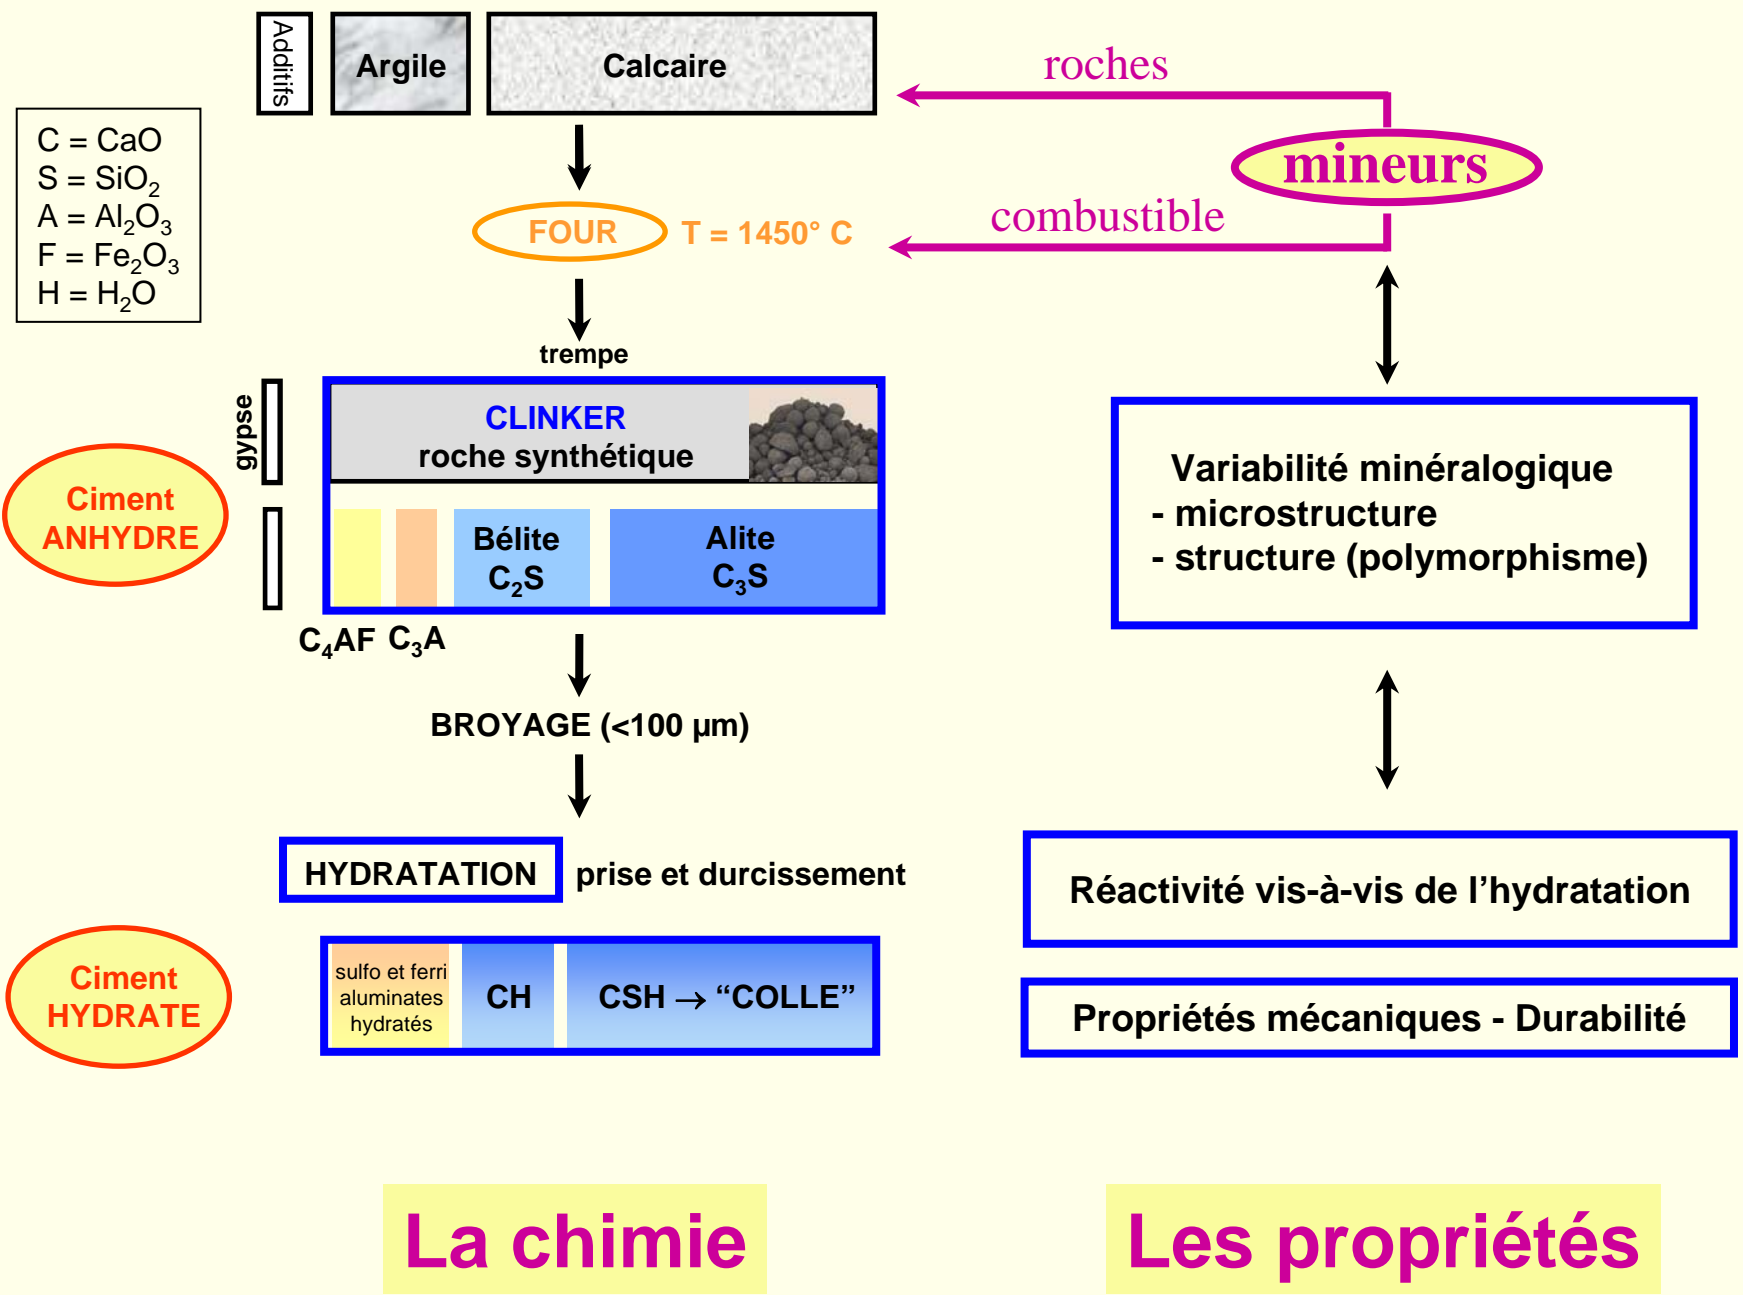 Additifs
Argile
Calcaire
roches
mineurs
combustible
C = CaO
S = SiO₂
A = Al₂O₃
F = Fe₂O₃
H = H₂O
FOUR
T = 1450° C
trempe
gypse
CLINKER
roche synthétique
Ciment
ANHYDRE
Bélite
C₂S
Alite
C₃S
C₄AF
C₃A
Variabilité minéralogique
- microstructure
- structure (polymorphisme)
BROYAGE (<100 µm)
HYDRATATION
prise et durcissement
Réactivité vis-à-vis de l’hydratation
Ciment
HYDRATE
sulfo et ferri
aluminates
hydratés
CH
CSH → “COLLE”
Propriétés mécaniques - Durabilité
La chimie
Les propriétés